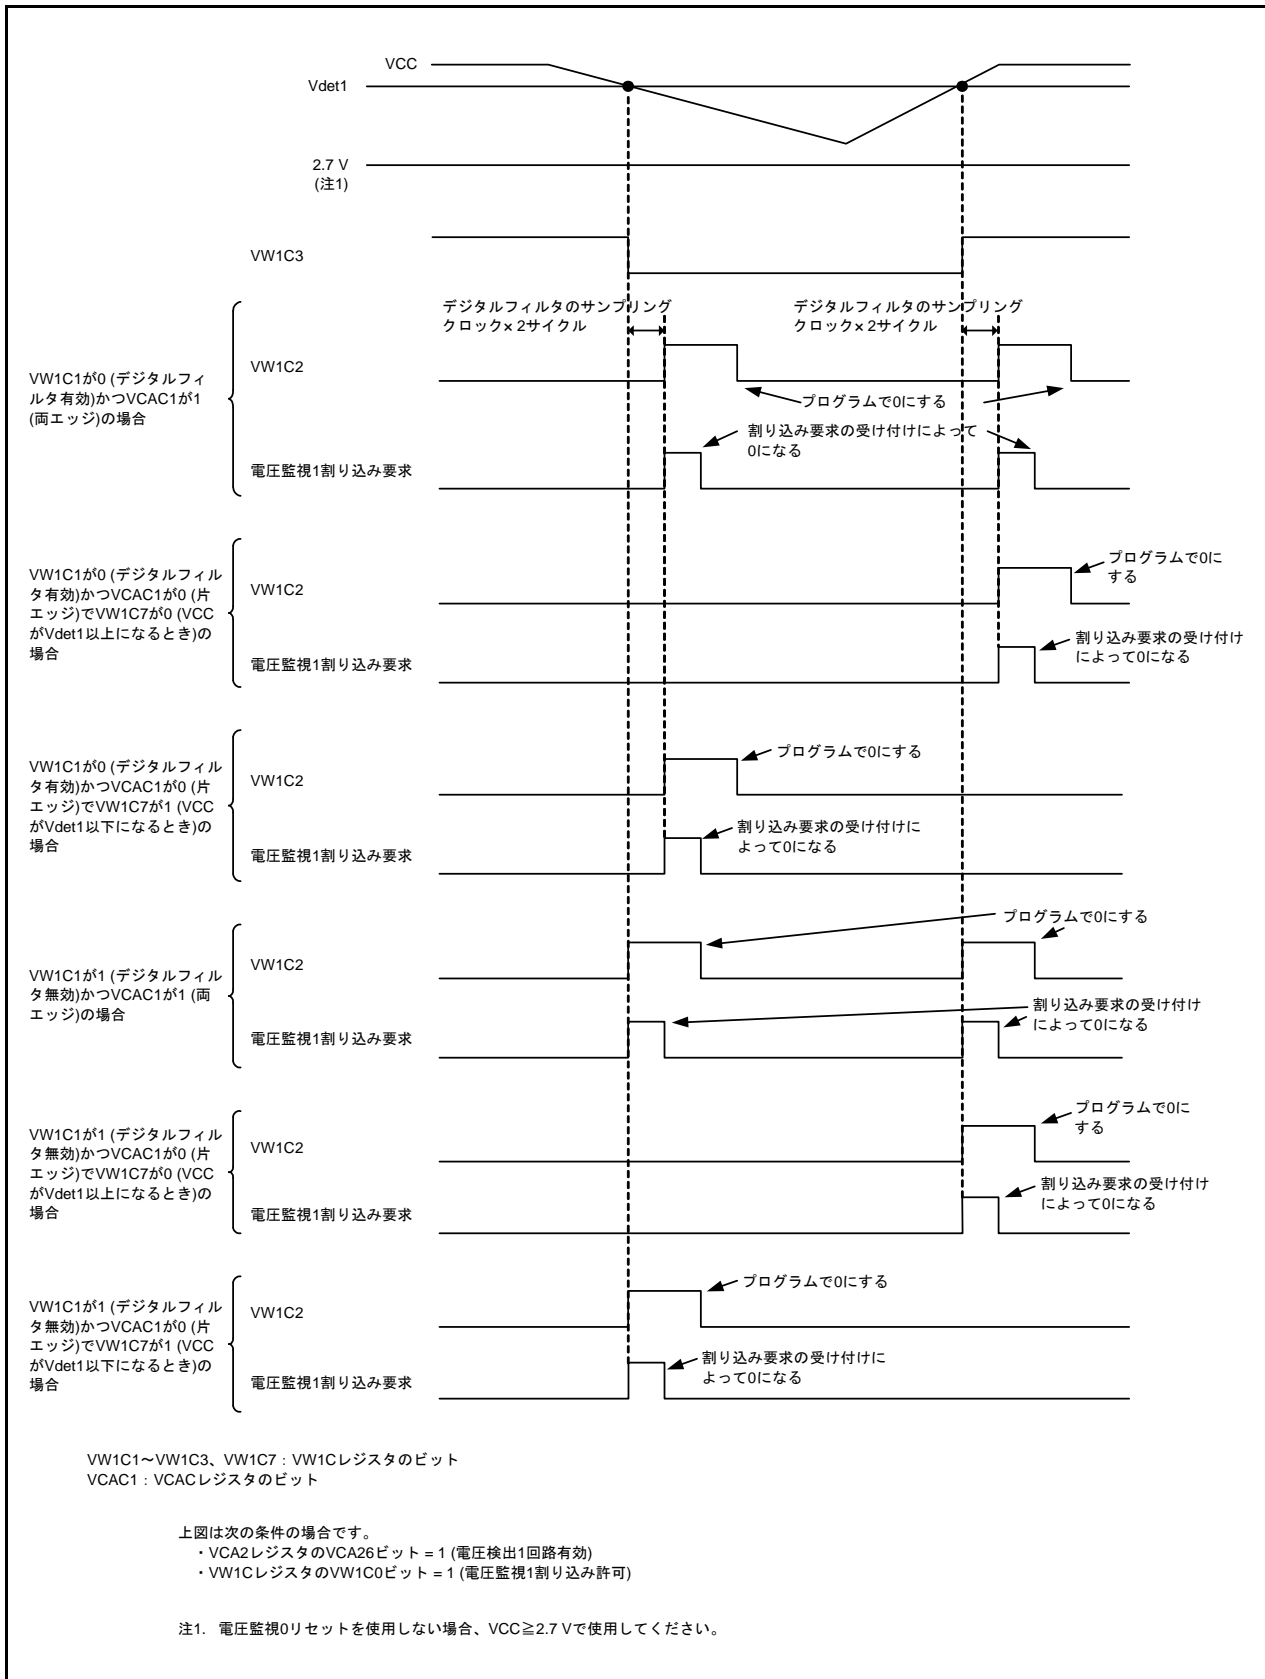 VCC
Vdet1
2.7 V
(注1)
VW1C3
デジタルフィルタのサンプリング
クロック× 2サイクル
デジタルフィルタのサンプリング
クロック× 2サイクル
VW1C1が0 (デジタルフィ
ルタ有効)かつVCAC1が1
(両エッジ)の場合
VW1C2
プログラムで0にする
割り込み要求の受け付けによって
0になる
電圧監視1割り込み要求
VW1C1が0 (デジタルフィル
タ有効)かつVCAC1が0 (片
エッジ)でVW1C7が0 (VCC
がVdet1以上になるとき)の
場合
VW1C2
プログラムで0に
する
電圧監視1割り込み要求
割り込み要求の受け付け
によって0になる
VW1C1が0 (デジタルフィル
タ有効)かつVCAC1が0 (片
エッジ)でVW1C7が1 (VCC
がVdet1以下になるとき)の
場合
VW1C2
プログラムで0にする
電圧監視1割り込み要求
割り込み要求の受け付けに
よって0になる
VW1C1が1 (デジタルフィル
タ無効)かつVCAC1が1 (両
エッジ)の場合
VW1C2
プログラムで0にする
電圧監視1割り込み要求
割り込み要求の受け付け
によって0になる
VW1C1が1 (デジタルフィル
タ無効)かつVCAC1が0 (片
エッジ)でVW1C7が0 (VCC
がVdet1以上になるとき)の
場合
VW1C2
プログラムで0に
する
電圧監視1割り込み要求
割り込み要求の受け付け
によって0になる
VW1C1が1 (デジタルフィル
タ無効)かつVCAC1が0 (片
エッジ)でVW1C7が1 (VCC
がVdet1以下になるとき)の
場合
VW1C2
プログラムで0にする
電圧監視1割り込み要求
割り込み要求の受け付けに
よって0になる
VW1C1～VW1C3、VW1C7：VW1Cレジスタのビット
VCAC1：VCACレジスタのビット
上図は次の条件の場合です。
・VCA2レジスタのVCA26ビット = 1 (電圧検出1回路有効)
・VW1CレジスタのVW1C0ビット = 1 (電圧監視1割り込み許可)
注1. 電圧監視0リセットを使用しない場合、VCC≧2.7 Vで使用してください。